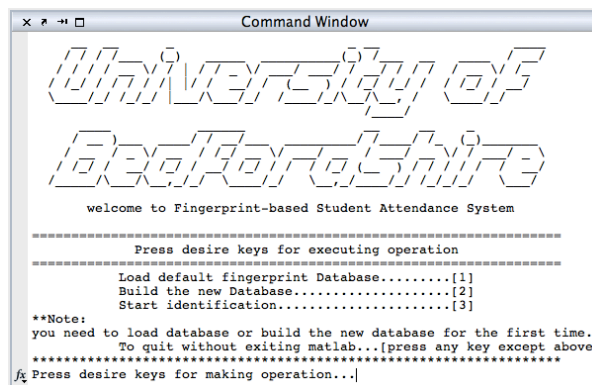 Command Window
University of
Bedfordshire
welcome to Fingerprint-based Student Attendance System
===================================================================
Press desire keys for executing operation
===================================================================
Load default fingerprint Database.........[1]
Build the new Database....................[2]
Start identification......................[3]
**Note:
you need to load database or build the new database for the first time.
To quit without exiting matlab...[press any key except above
*******************************************************************
fx Press desire keys for making operation...